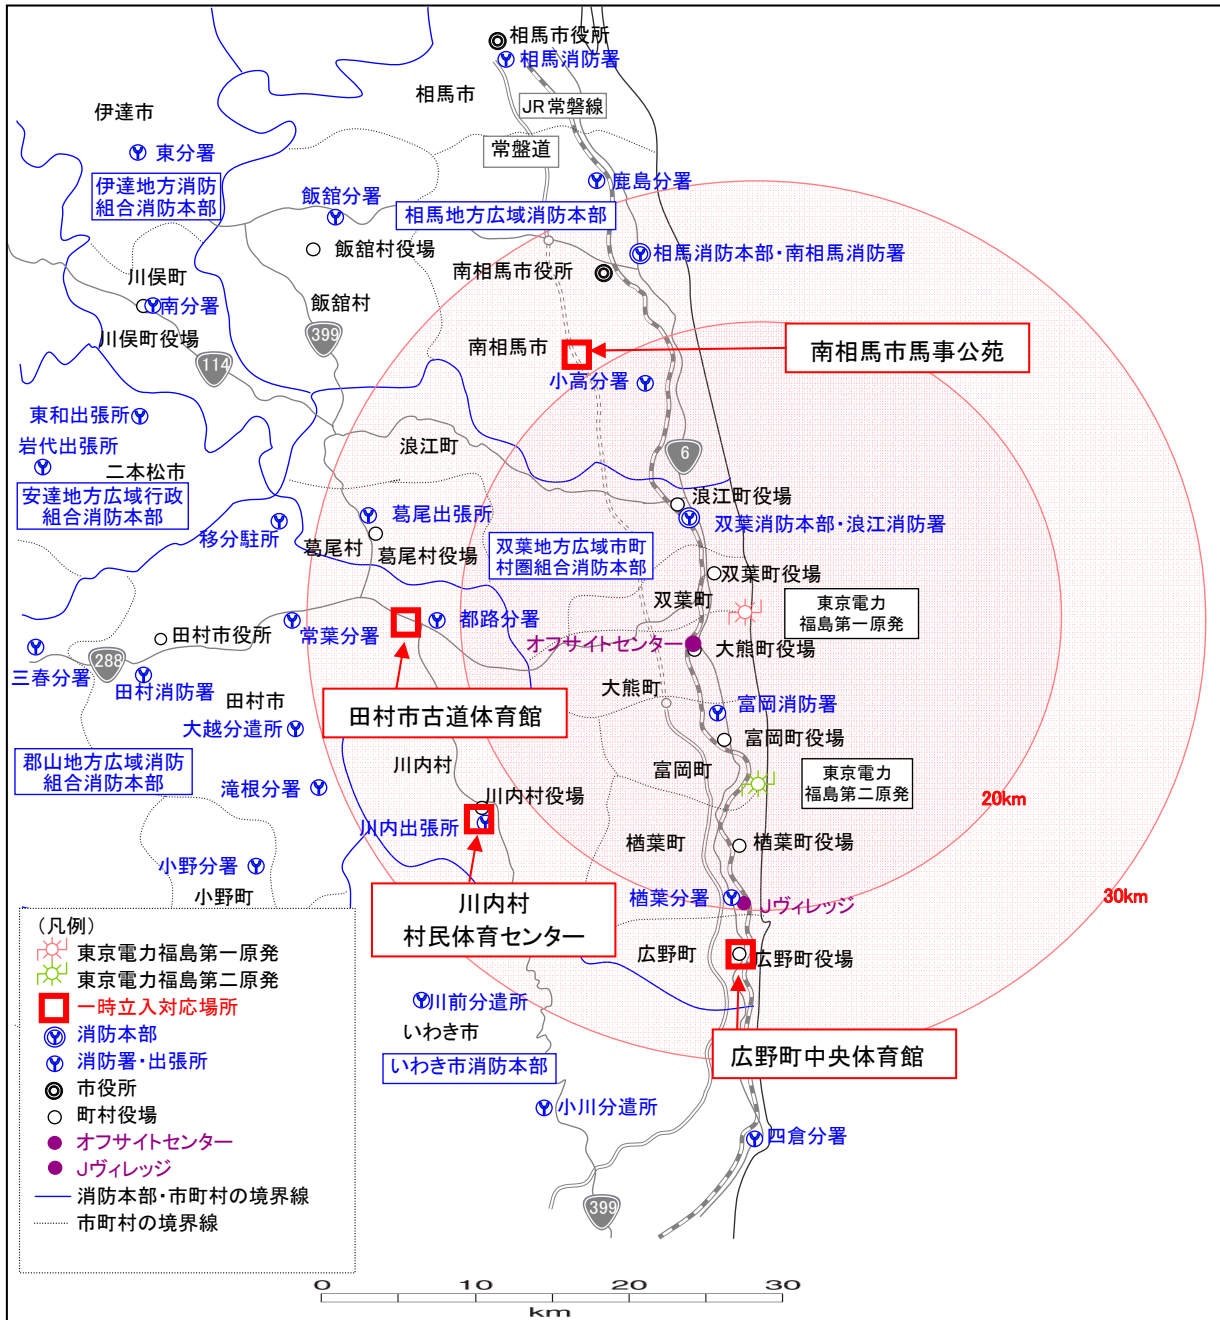 相馬市役所
相馬消防署
相馬市
JR常磐線
伊達市
常盤道
東分署
鹿島分署
伊達地方消防
組合消防本部
飯舘分署
相馬地方広域消防本部
飯舘村役場
相馬消防本部・南相馬消防署
南相馬市役所
川俣町
飯舘村
南分署
川俣町役場
399
114
南相馬市
南相馬市馬事公苑
小高分署
東和出張所
岩代出張所
二本松市
浪江町
6
安達地方広域行政
組合消防本部
浪江町役場
移分駐所
葛尾出張所
双葉消防本部・浪江消防署
葛尾村
葛尾村役場
双葉地方広域市町
村圏組合消防本部
双葉町役場
双葉町
東京電力
福島第一原発
田村市役所
常葉分署
都路分署
オフサイトセンター
大熊町役場
三春分署
288
田村消防署
田村市
大熊町
田村市古道体育館
大越分遣所
富岡消防署
富岡町役場
郡山地方広域消防
組合消防本部
川内村
富岡町
東京電力
福島第二原発
滝根分署
川内村役場
20km
川内出張所
楢葉町
楢葉町役場
小野分署
小野町
川内村
村民体育センター
楢葉分署
Jヴィレッジ
30km
広野町
広野町役場
川前分遣所
いわき市
いわき市消防本部
広野町中央体育館
小川分遣所
四倉分署
399
(凡例)
東京電力福島第一原発
東京電力福島第二原発
一時立入対応場所
消防本部
消防署・出張所
市役所
町村役場
オフサイトセンター
Jヴィレッジ
消防本部・市町村の境界線
市町村の境界線
0 10 20 30
km